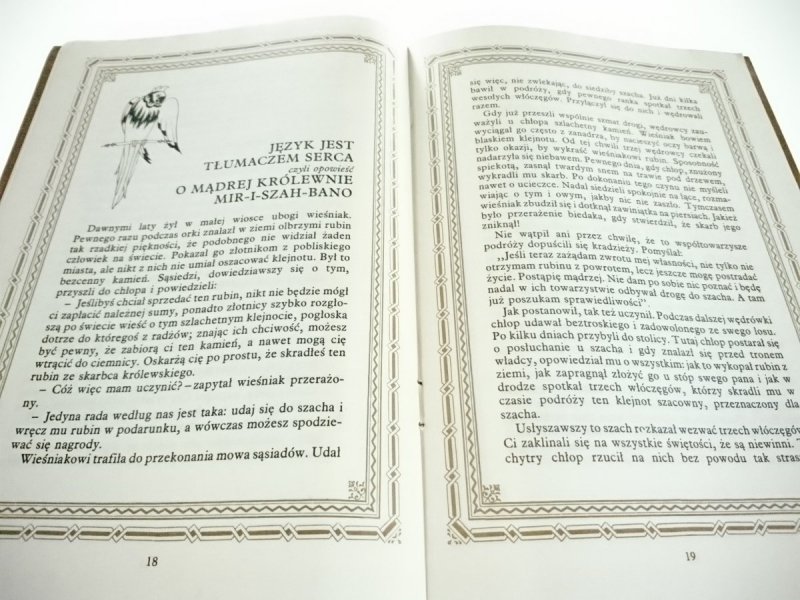 JĘZYK JEST
TŁUMACZEM SERCA
czyli opowieść
O MĄDREJ KRÓLEWNIE
MIR-I-SZAH-BANO
Dawnymi laty żył w małej wiosce ubogi wieśniak.
Pewnego razu podczas orki znalazł w ziemi olbrzymi rubin
tak rzadkiej piękności, że podobnego nie widział żaden
człowiek na świecie. Pokazał go złotnikom z pobliskiego
miasta, ale nikt z nich nie umiał oszacować klejnotu. Był to
bezcenny kamień. Sąsiedzi, dowiedziawszy się o tym,
przyszli do chłopa i powiedzieli:
– Jeślibyś chciał sprzedać ten rubin, nikt nie będzie mógł
ci zapłacić należnej sumy, ponadto złotnicy szybko rozgło-
szą po świecie wieść o tym szlachetnym klejnocie, pogłoska
dotrze do któregoś z radżów; znając ich chciwość, możesz
być pewny, że zabiorą ci ten kamień, a nawet mogą cię
wtrącić do ciemnicy. Oskarżą cię po prostu, że skradłeś ten
rubin ze skarbca królewskiego.
– Cóż więc mam uczynić? – zapytał wieśniak przerażo-
ny.
– Jedyna rada według nas jest taka: udaj się do szacha i
wręcz mu rubin w podarunku, a wówczas możesz spodzie-
wać się nagrody.
Wieśniakowi trafiła do przekonania mowa sąsiadów. Udał
18
się więc, nie zwlekając, do siedziby szacha. Już dni kilka
bawił w podróży, gdy pewnego ranka spotkał trzech
wesołych włóczęgów. Przyłączył się do nich i wędrowali
razem.
Gdy już przeszli wspólnie szmat drogi, wędrowcy zau-
ważyli u chłopa szlachetny kamień. Wieśniak bowiem
wyciągał go często z zanadrza, by nacieszyć oczy barwą i
blaskiem klejnotu. Od tej chwili trzej wędrowcy czekali
tylko okazji, by wykraść wieśniakowi rubin. Sposobność
nadarzyła się niebawem. Pewnego dnia, gdy chłop, znużony
spiekotą, zasnął twardym snem na trawie pod drzewem,
wykradli mu skarb. Po dokonaniu tego czynu nie myśleli
nawet o ucieczce. Nadal siedzieli spokojnie na łące, rozma-
wiając o tym i owym, jakby nic nie zaszło. Tymczasem
wieśniak zbudził się i dotknął zawiniątka na piersiach. Jakież
było przerażenie biedaka, gdy stwierdził, że skarb jego
zniknął!
Nie wątpił ani przez chwilę, że to współtowarzysze
podróży dopuścili się kradzieży. Pomyślał:
„Jeśli teraz zażądam zwrotu mej własności, nie tylko nie
otrzymam rubinu z powrotem, lecz jeszcze mogę postradać
życie. Postąpię mądrzej. Nie dam po sobie nic poznać i będę
nadal w ich towarzystwie odbywał drogę do szacha. A tam
już poszukam sprawiedliwości”.
Jak postanowił, tak też uczynił. Podczas dalszej wędrówki
chłop udawał beztroskiego i zadowolonego ze swego losu.
Po kilku dniach przybyli do stolicy. Tutaj chłop postarał się
o posłuchanie u szacha i gdy znalazł się przed tronem
władcy, opowiedział mu o wszystkim: jak to wykopał rubin z
ziemi, jak zapragnął złożyć go u stóp swego pana i jak w
drodze spotkał trzech włóczęgów, którzy skradli mu w
czasie podróży ten klejnot szacowny, przeznaczony dla
szacha.
Usłyszawszy to szach rozkazał wezwać trzech włóczęgów.
Ci zaklinali się na wszystkie świętości, że są niewinni.
chytry chłop rzucił na nich bez powodu tak
19